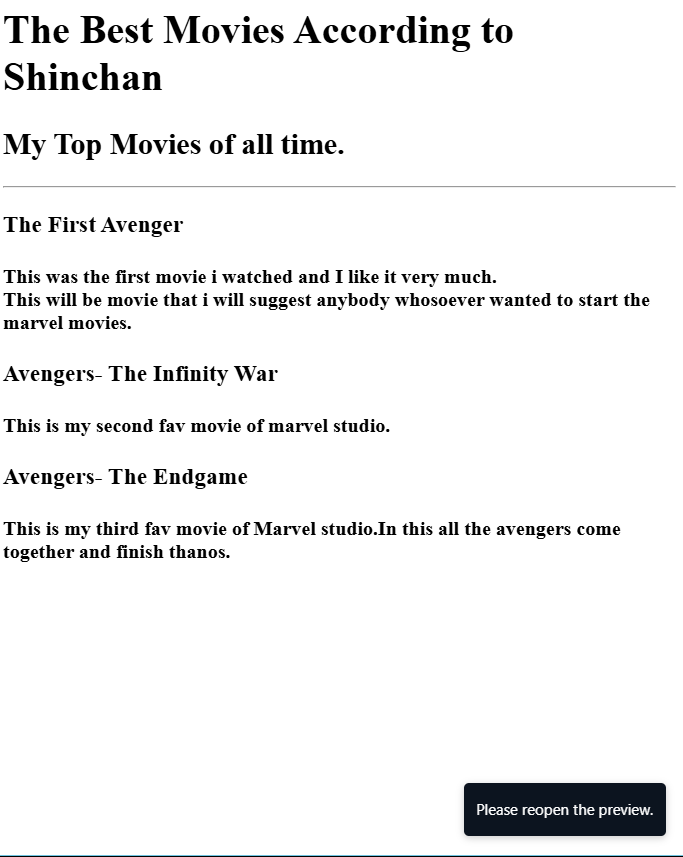 The Best Movies According to
Shinchan
My Top Movies of all time.
The First Avenger
This was the first movie i watched and I like it very much.
This will be movie that i will suggest anybody whosoever wanted to start the
marvel movies.
Avengers- The Infinity War
This is my second fav movie of marvel studio.
Avengers- The Endgame
This is my third fav movie of Marvel studio.In this all the avengers come
together and finish thanos.
Please reopen the preview.